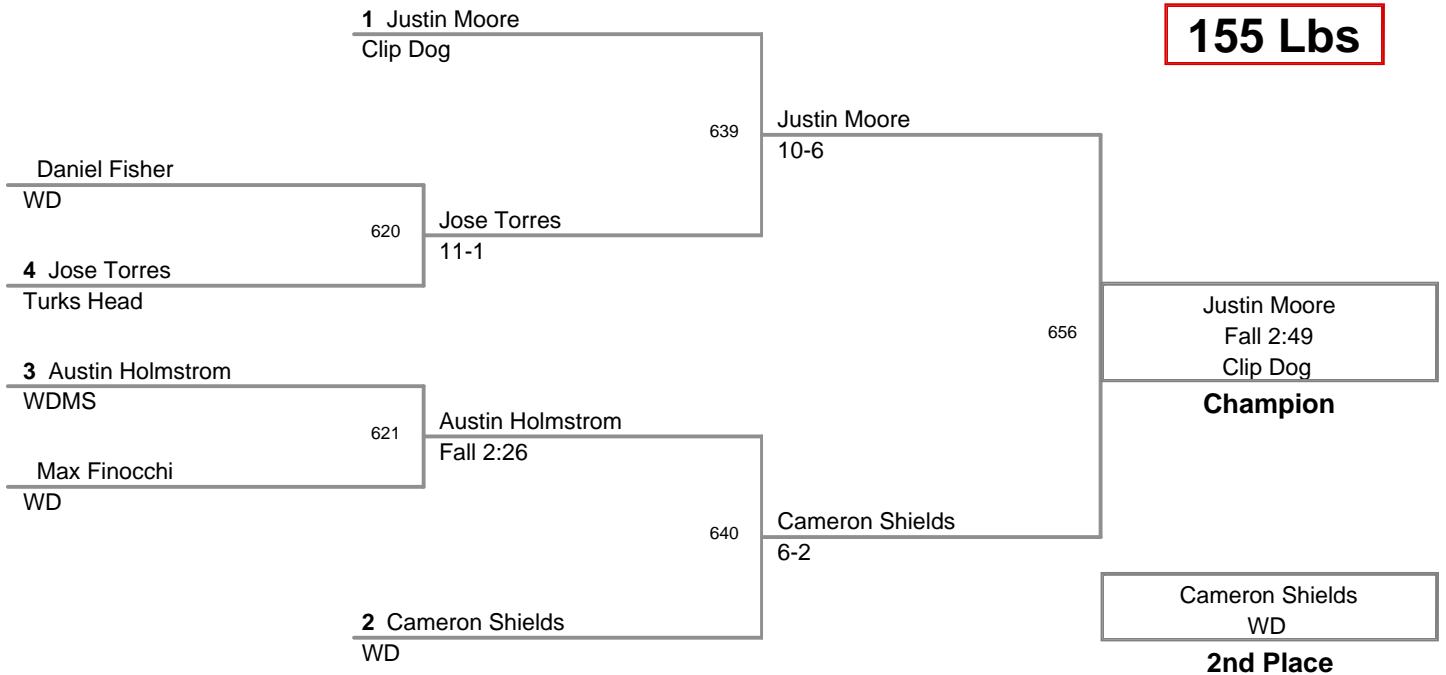 1 Justin Moore
155 Lbs
Clip Dog
639
Justin Moore
10-6
Daniel Fisher
WD
620
Jose Torres
11-1
4 Jose Torres
Turks Head
656
Justin Moore
Fall 2:49
Clip Dog
Champion
3 Austin Holmstrom
WDMS
621
Austin Holmstrom
Fall 2:26
Max Finocchi
WD
640
Cameron Shields
6-2
2 Cameron Shields
WD
Cameron Shields
WD
2nd Place